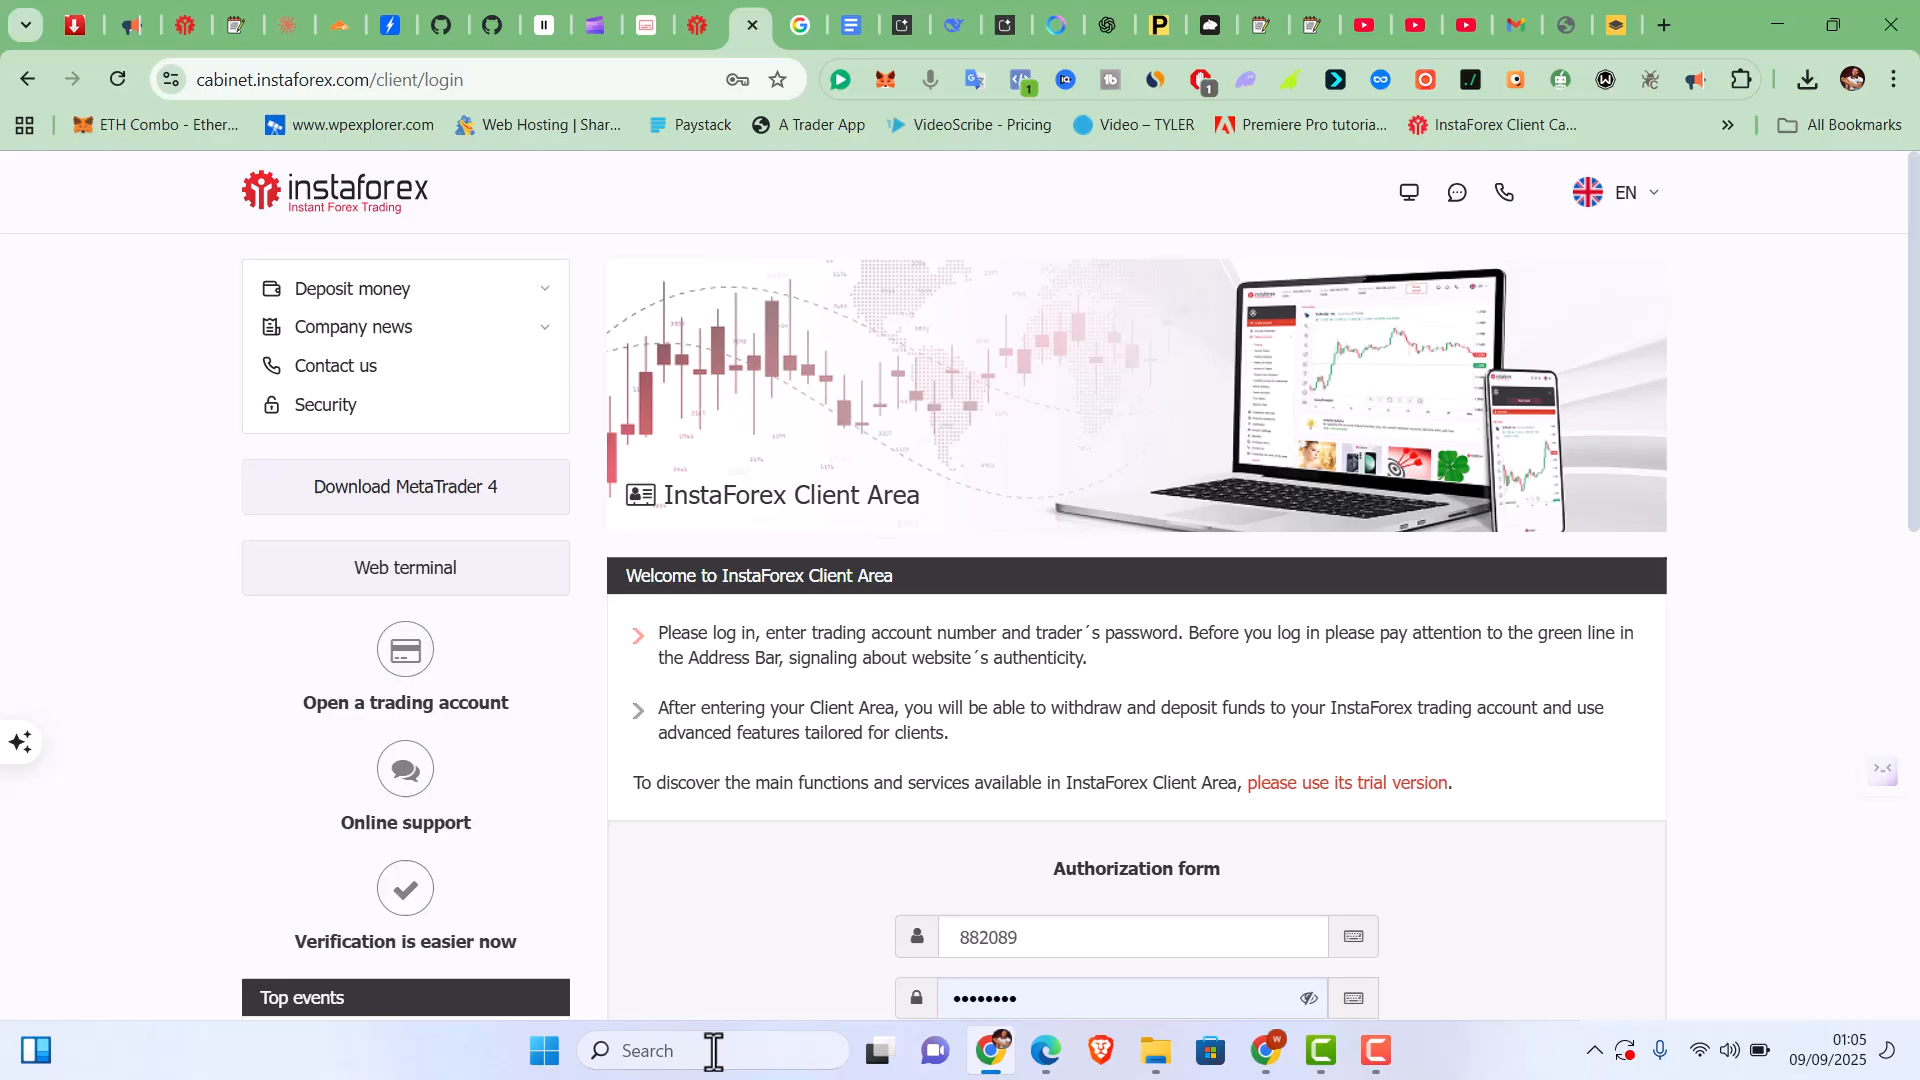 cabinet.instaforex.com/client/login
1
1
ETH Combo - Ether...
www.wpexplorer.com
Web Hosting | Shar...
Paystack
A Trader App
VideoScribe - Pricing
Video – TYLER
Premiere Pro tutoria...
InstaForex Client Ca...
»
All Bookmarks
instaforex
Instant Forex Trading
EN
Deposit money
Company news
Contact us
Security
Download MetaTrader 4
Web terminal
Open a trading account
Online support
Verification is easier now
Top events
InstaForex Client Area
Welcome to InstaForex Client Area
Please log in, enter trading account number and trader´s password. Before you log in please pay attention to the green line in
the Address Bar, signaling about website´s authenticity.
After entering your Client Area, you will be able to withdraw and deposit funds to your InstaForex trading account and use
advanced features tailored for clients.
To discover the main functions and services available in InstaForex Client Area, please use its trial version.
Authorization form
882089
••••••••
Search
01:05
09/09/2025